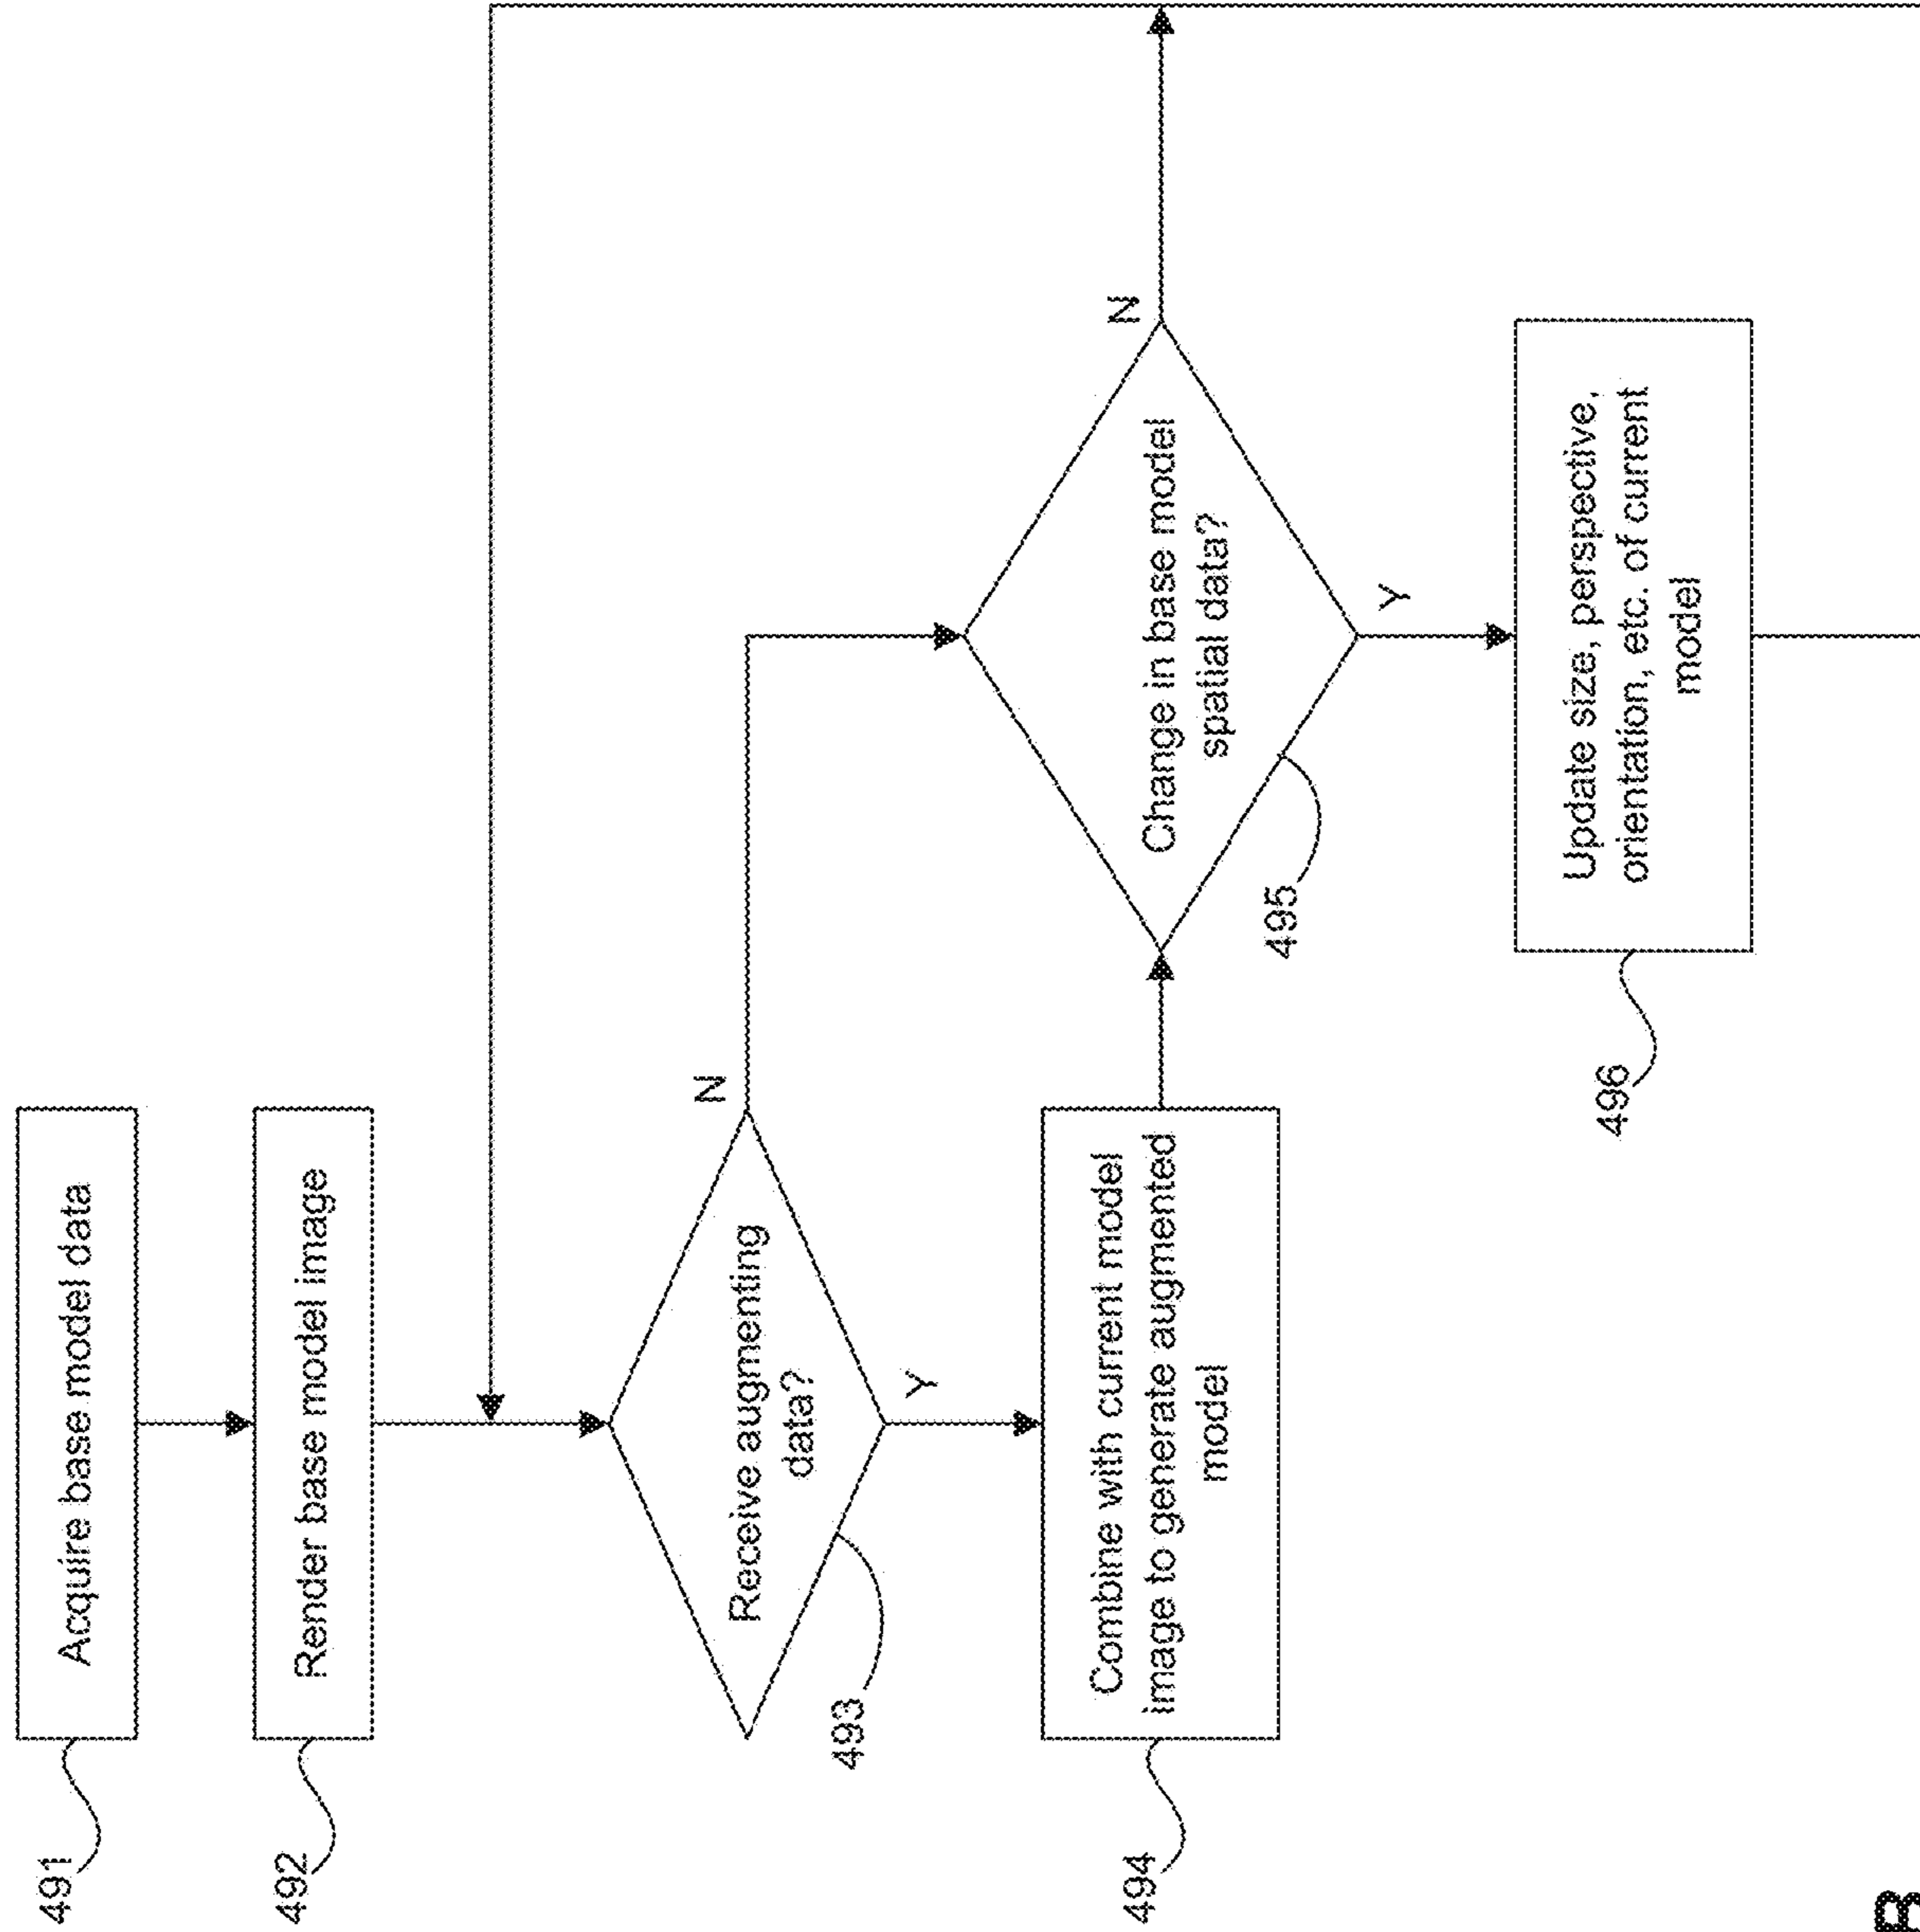 491
Acquire base model data
492
Render base model image
493
Receive augmenting
data?
N
Y
494
Combine with current model
image to generate augmented
model
495
Change in base model
spatial data?
N
Y
496
Update size, perspective,
orientation, etc. of current
model